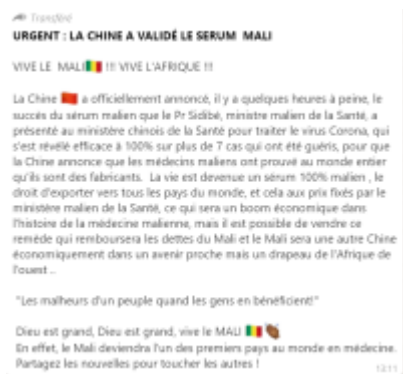 Transféré
URGENT : LA CHINE A VALIDÉ LE SERUM MALI
VIVE LE MALI🇲🇱 !!! VIVE L'AFRIQUE !!!
La Chine 🇨🇳 a officiellement annoncé, il y a quelques heures à peine, le
succès du sérum malien que le Pr Sidibé, ministre malien de la Santé, a
présenté au ministère chinois de la Santé pour traiter le virus Corona, qui
s'est révélé efficace à 100% sur plus de 7 cas qui ont été guéris, pour que
la Chine annonce que les médecins maliens ont prouvé au monde entier
qu'ils sont des fabricants. La vie est devenue un sérum 100% malien , le
droit d'exporter vers tous les pays du monde, et cela aux prix fixés par le
ministère malien de la Santé, ce qui sera un boom économique dans
l'histoire de la médecine malienne, mais il est possible de vendre ce
remède qui remboursera les dettes du Mali et le Mali sera une autre Chine
économiquement dans un avenir proche mais un drapeau de l'Afrique de
l'ouest ..
"Les malheurs d'un peuple quand les gens en bénéficient!"
Dieu est grand, Dieu est grand, vive le MALI 🇲🇱
En effet, le Mali deviendra l'un des premiers pays au monde en médecine.
Partagez les nouvelles pour toucher les autres !